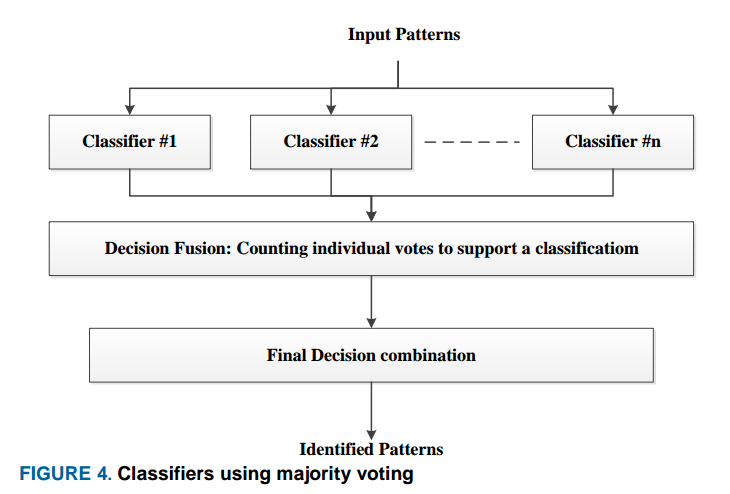 Input Patterns
Classifier #1
Classifier #2
Classifier #n
Decision Fusion: Counting individual votes to support a classificatiom
Final Decision combination
Identified Patterns
FIGURE 4. Classifiers using majority voting